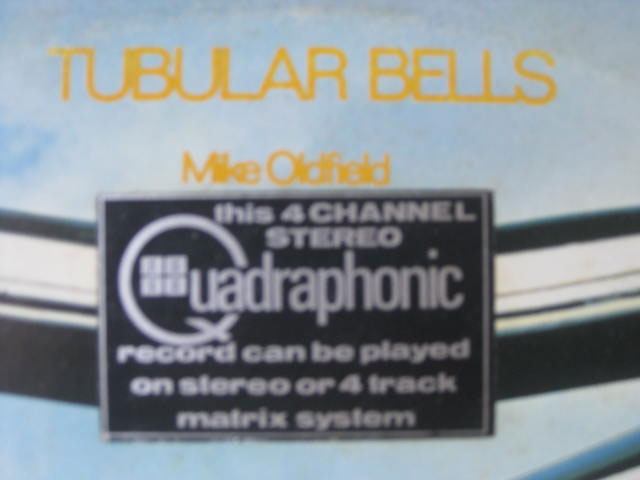 TUBULAR BELLS
Mike Oldfield
this 4 CHANNEL
STEREO
Quadraphonic
record can be played
on stereo or 4 track
matrix system